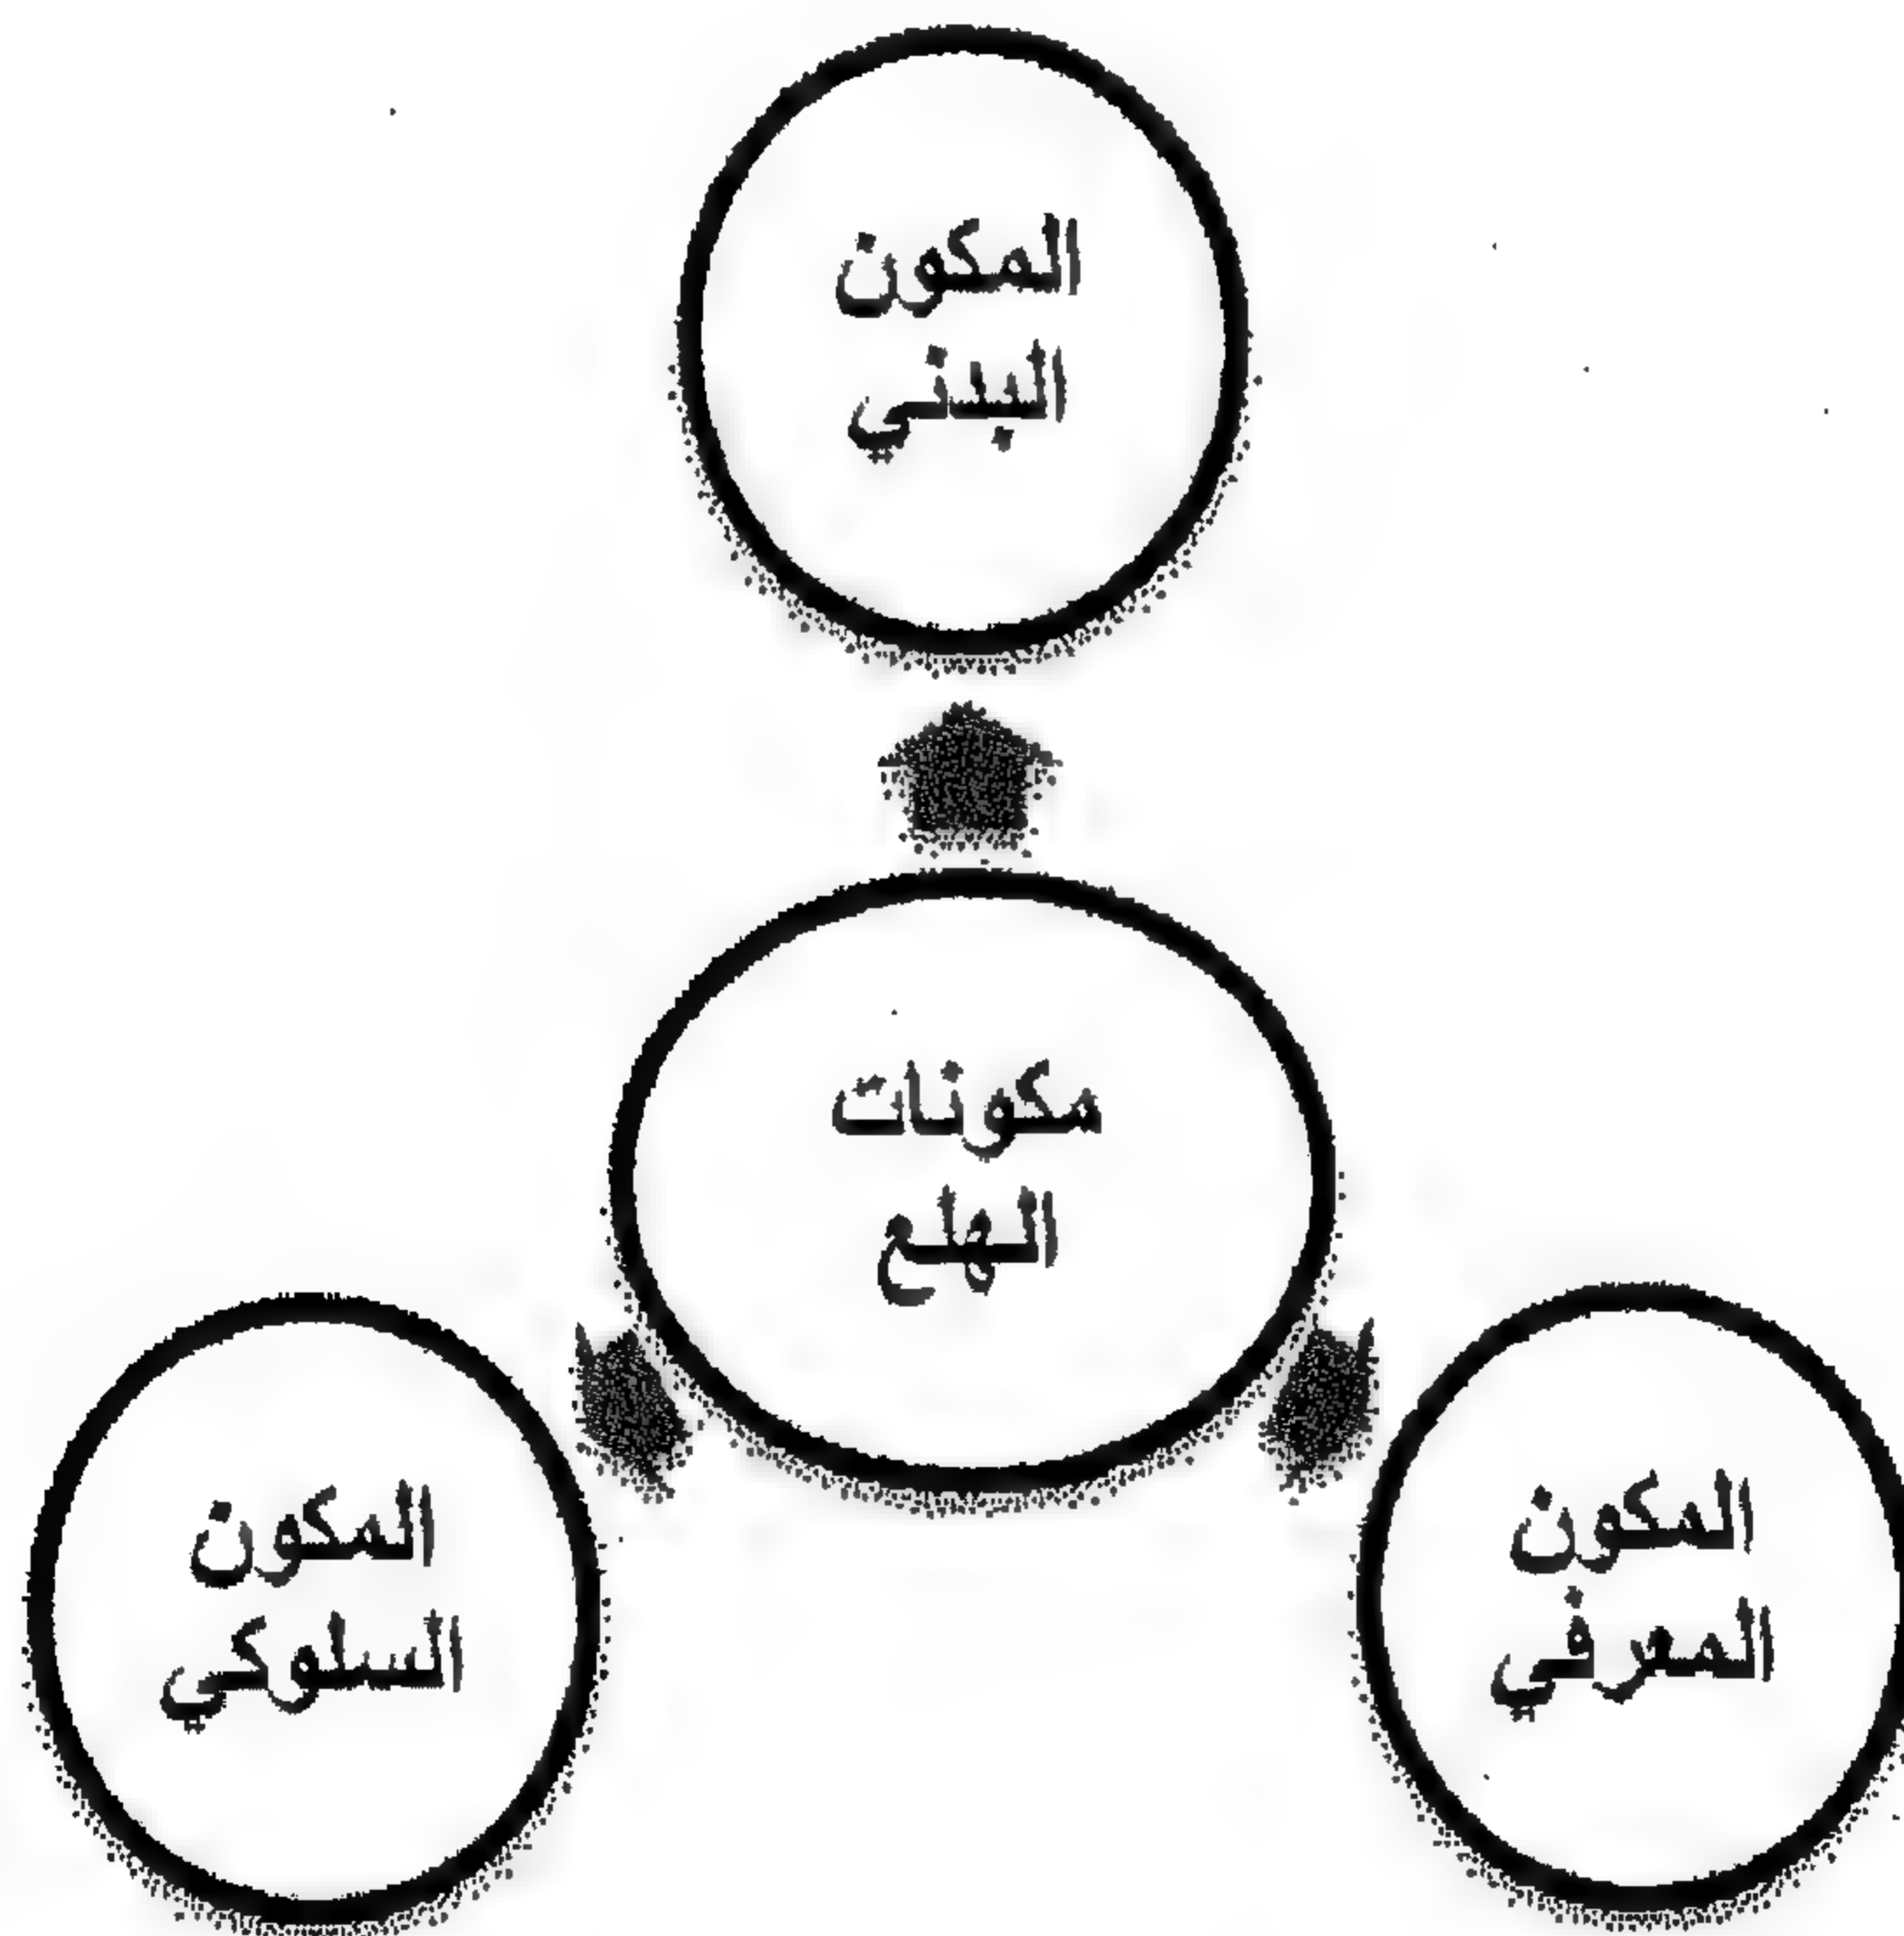 المكون
البدني
مكونات
الهلع
المكون
المعرفي
المكون
السلوكي